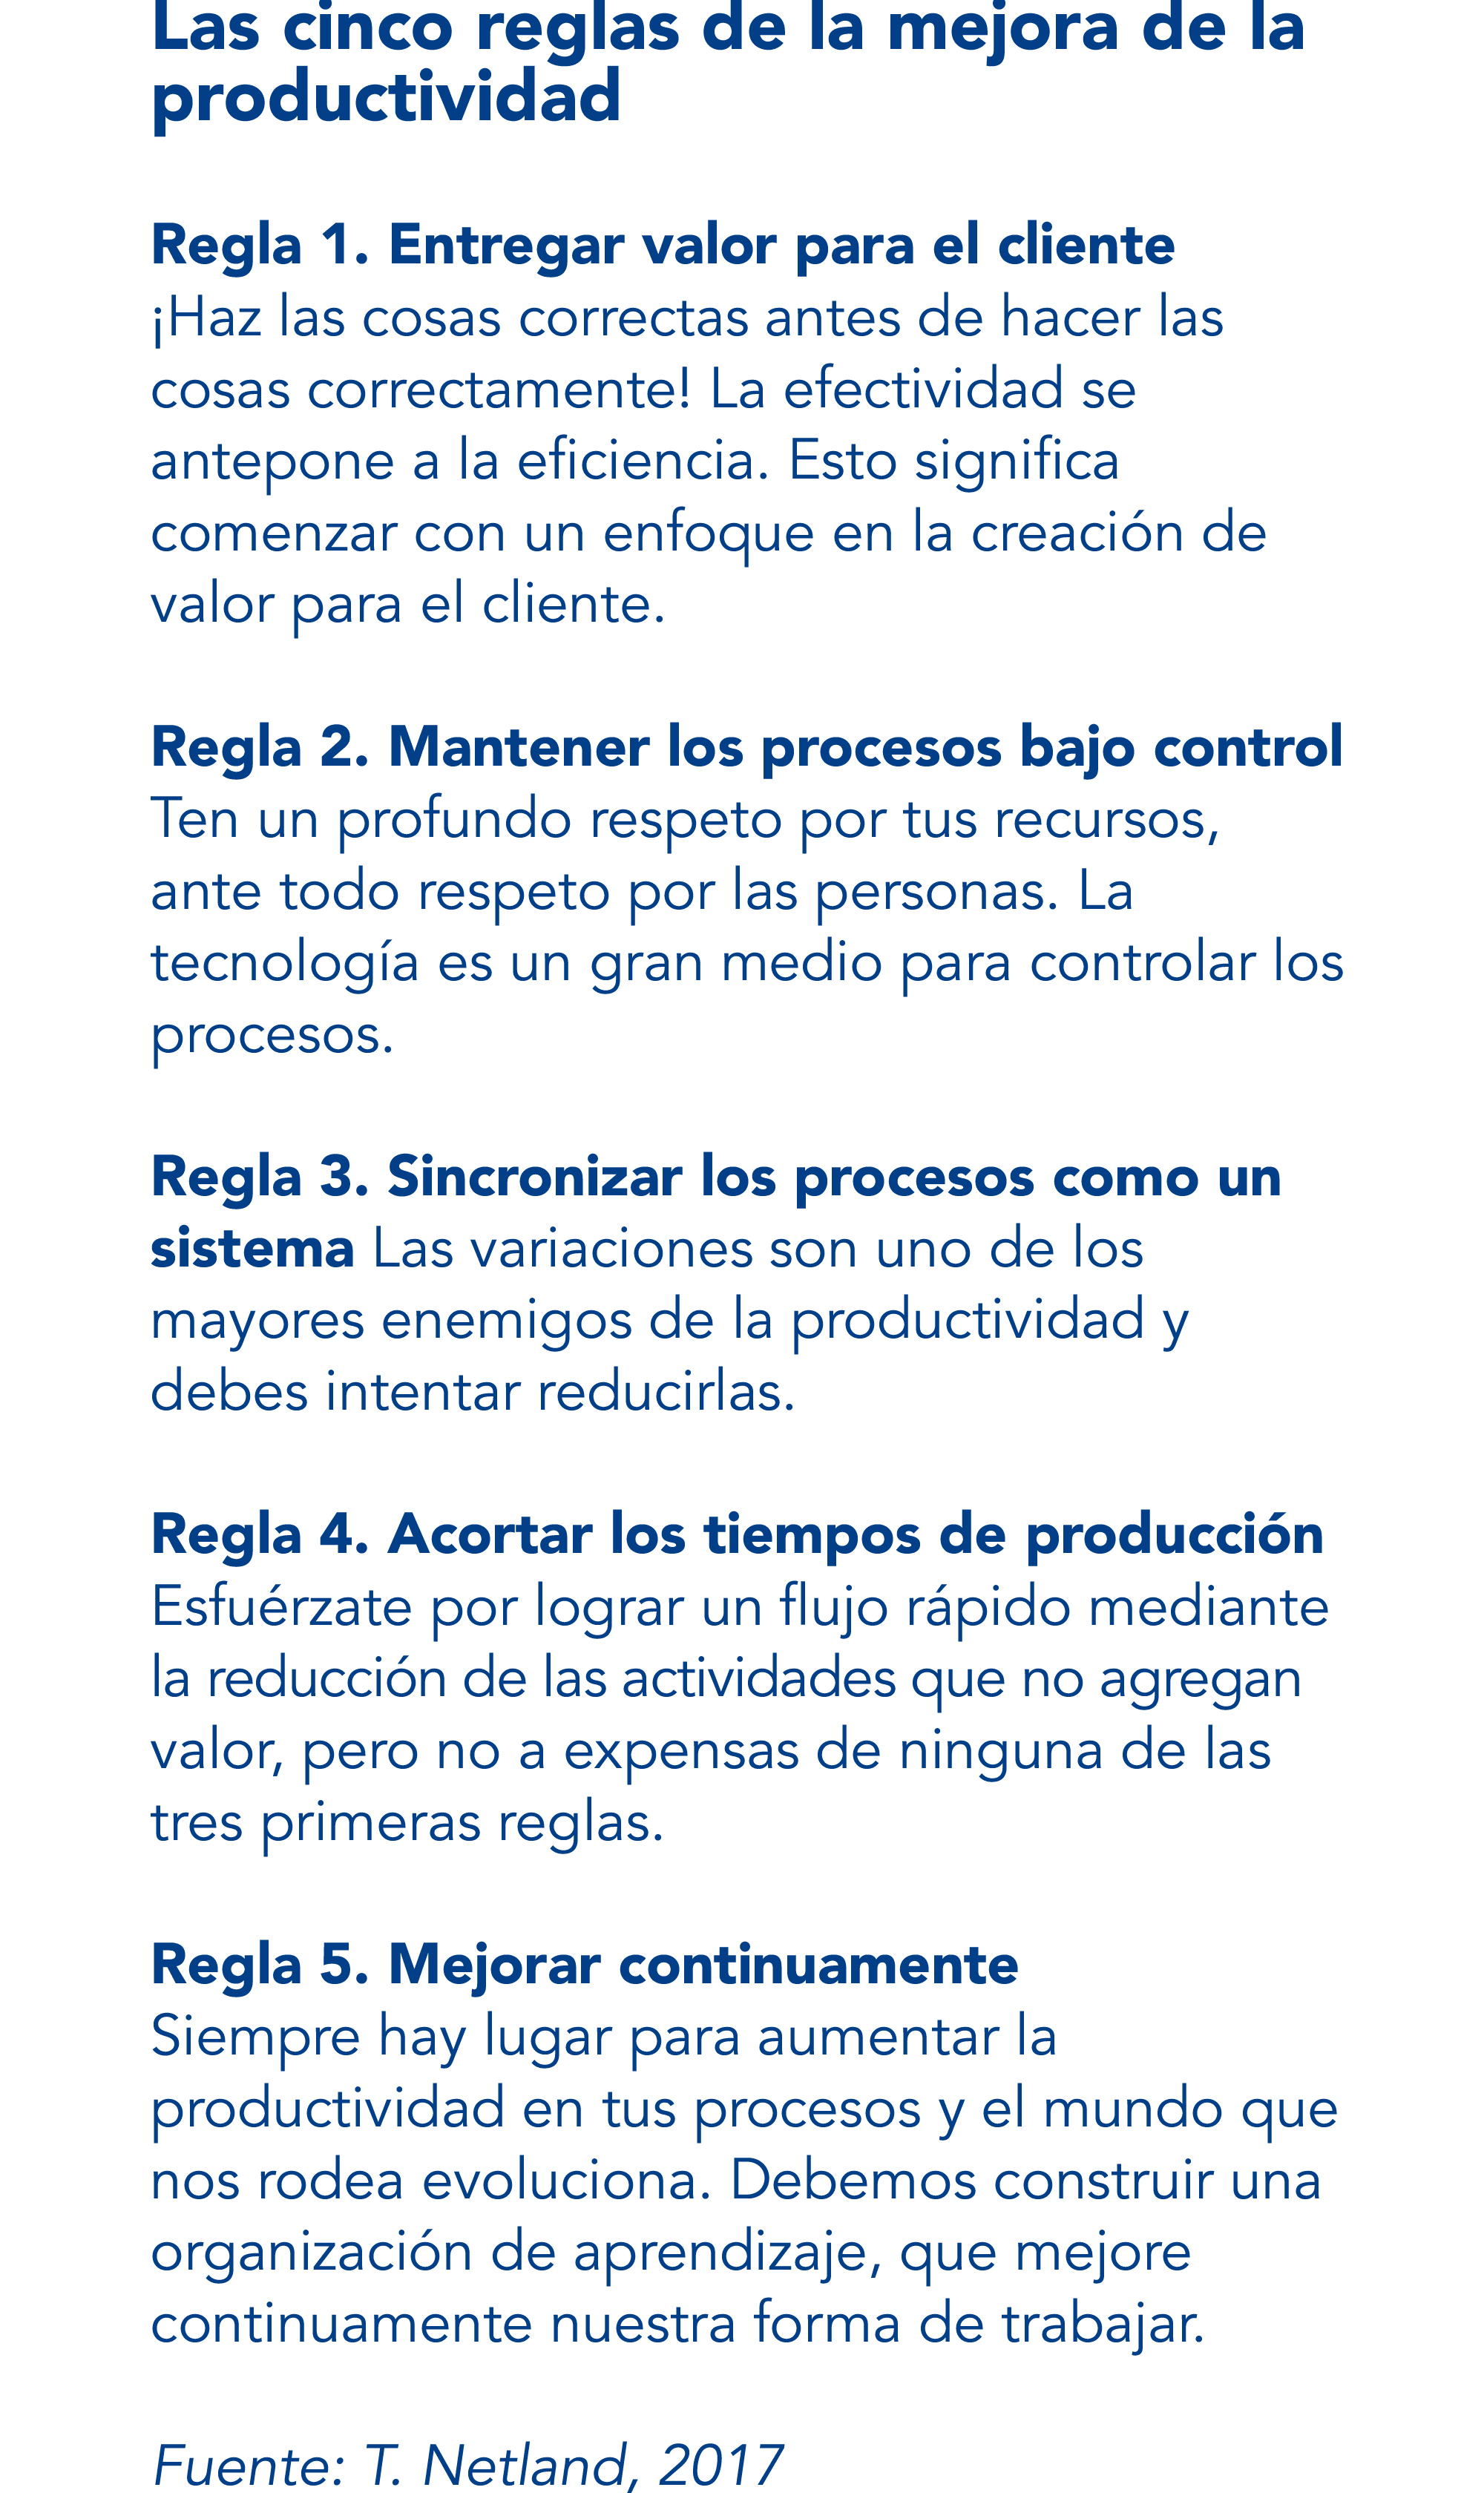 Las cinco reglas de la mejora de la
productividad
Regla 1. Entregar valor para el cliente
¡Haz las cosas correctas antes de hacer las
cosas correctamente! La efectividad se
antepone a la eficiencia. Esto significa
comenzar con un enfoque en la creación de
valor para el cliente.
Regla 2. Mantener los procesos bajo control
Ten un profundo respeto por tus recursos,
ante todo respeto por las personas. La
tecnología es un gran medio para controlar los
procesos.
Regla 3. Sincronizar los procesos como un
sistema Las variaciones son uno de los
mayores enemigos de la productividad y
debes intentar reducirlas.
Regla 4. Acortar los tiempos de producción
Esfuérzate por lograr un flujo rápido mediante
la reducción de las actividades que no agregan
valor, pero no a expensas de ninguna de las
tres primeras reglas.
Regla 5. Mejorar continuamente
Siempre hay lugar para aumentar la
productividad en tus procesos y el mundo que
nos rodea evoluciona. Debemos construir una
organización de aprendizaje, que mejore
continuamente nuestra forma de trabajar.
Fuente: T. Netland, 2017